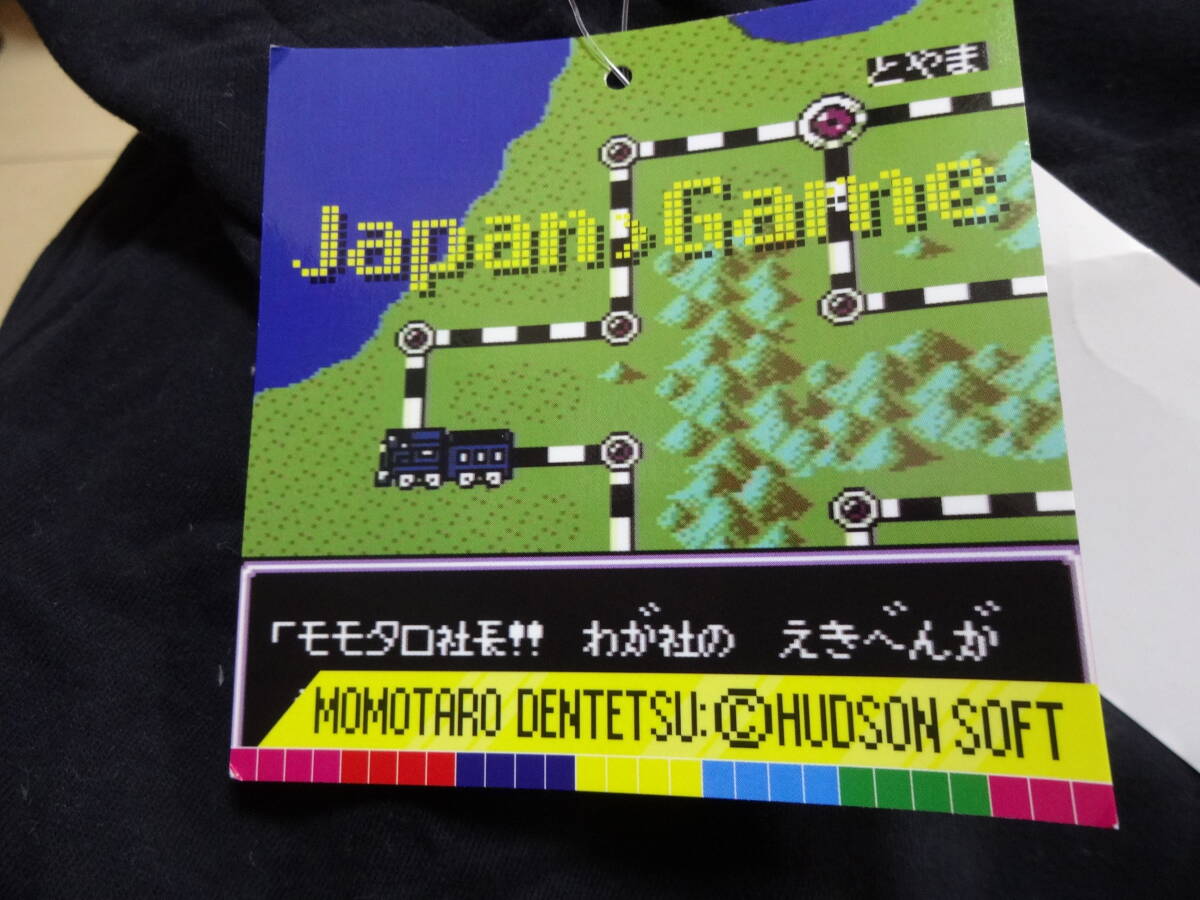 とやま
Japan›Game
「モモタロ社長!! わが社の えきべんが
MOMOTARO DENTETSU:©HUDSON SOFT